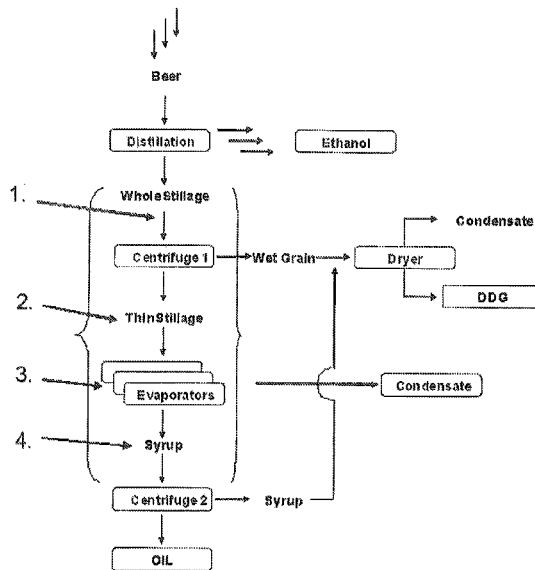 Beer
Distillation
Ethanol
1.
Whole Stillage
Condensate
Centrifuge 1
Wet Grain
Dryer
2.
DDG
Thin Stillage
3.
Evaporators
Condensate
4.
Syrup
Centrifuge 2
Syrup
OIL